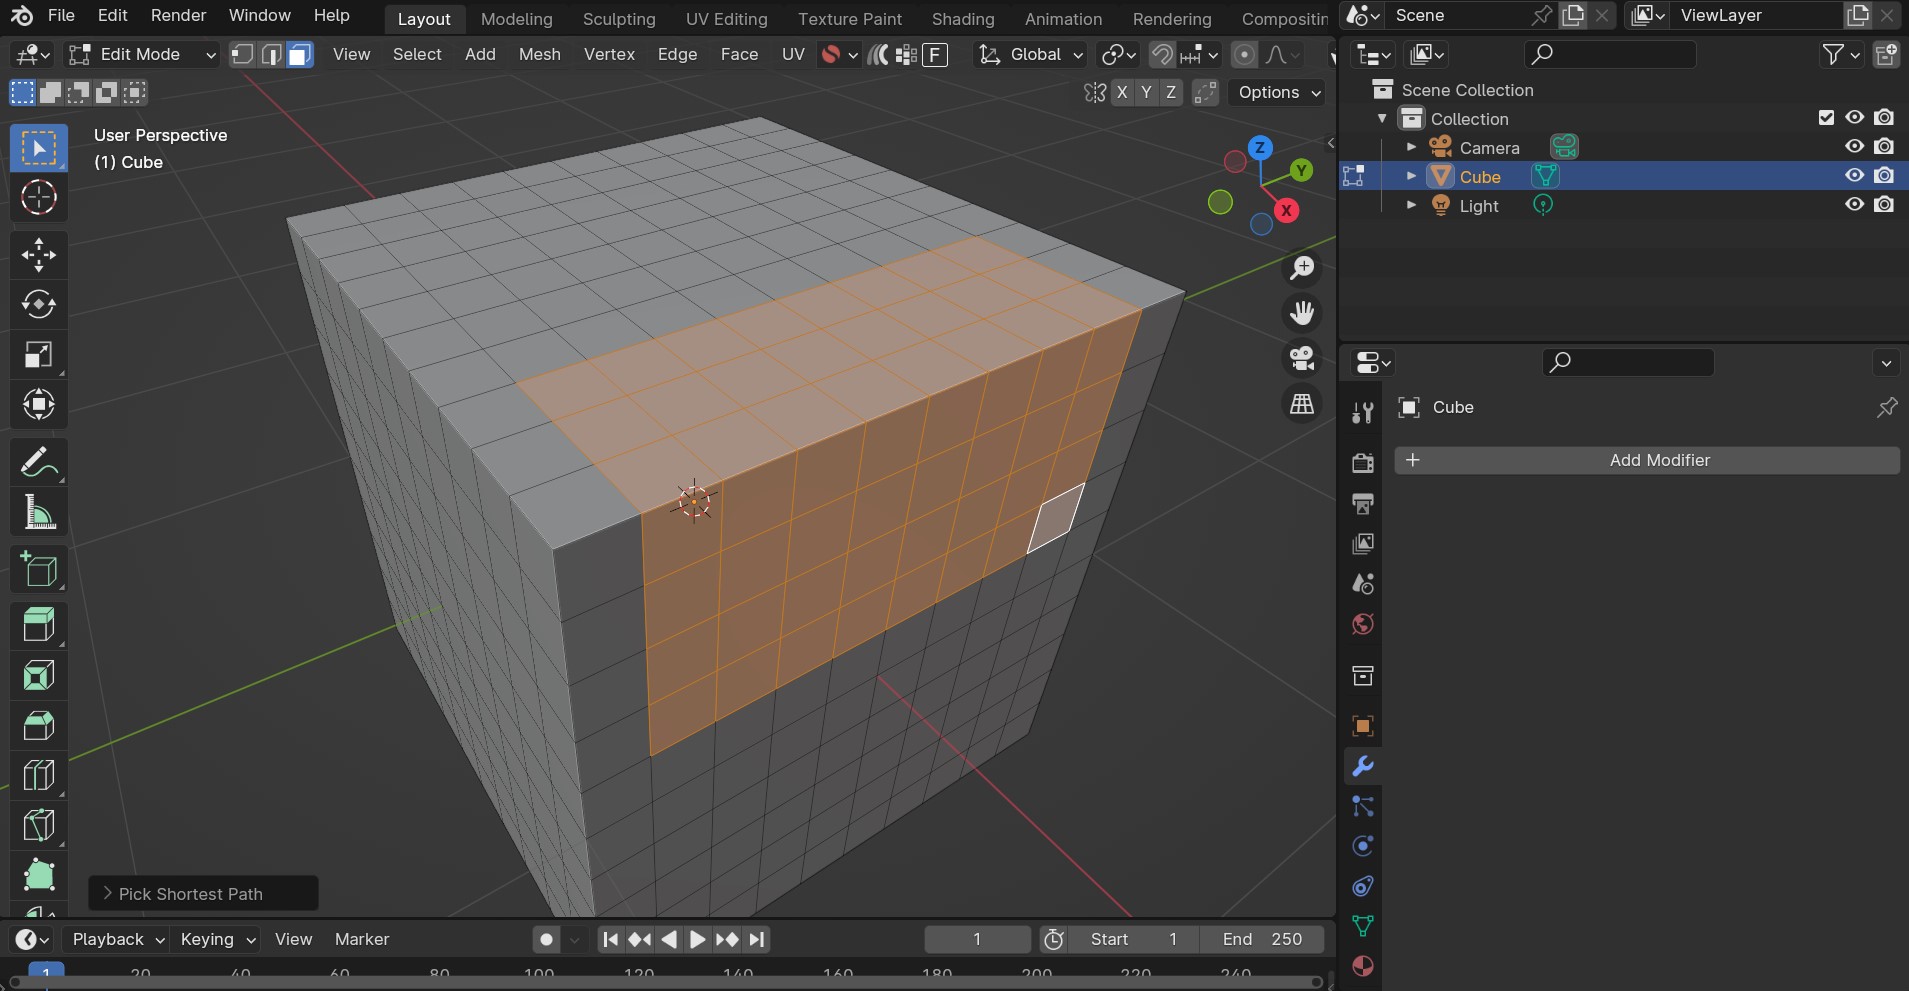 File Edit Render Window Help Layout Modeling Sculpting UV Editing Texture Paint Shading Animation Rendering Scene ViewLayer
Edit Mode View Select Add Mesh Vertex Edge Face UV F Global
X Y Z Options
User Perspective
(1) Cube
Z
Y
X
Scene Collection
Collection
Camera
Cube
Light
Cube
Add Modifier
Pick Shortest Path
Playback Keying View Marker 1 Start 1 End 250
1 20 40 60 80 100 120 140 160 180 200 220 240